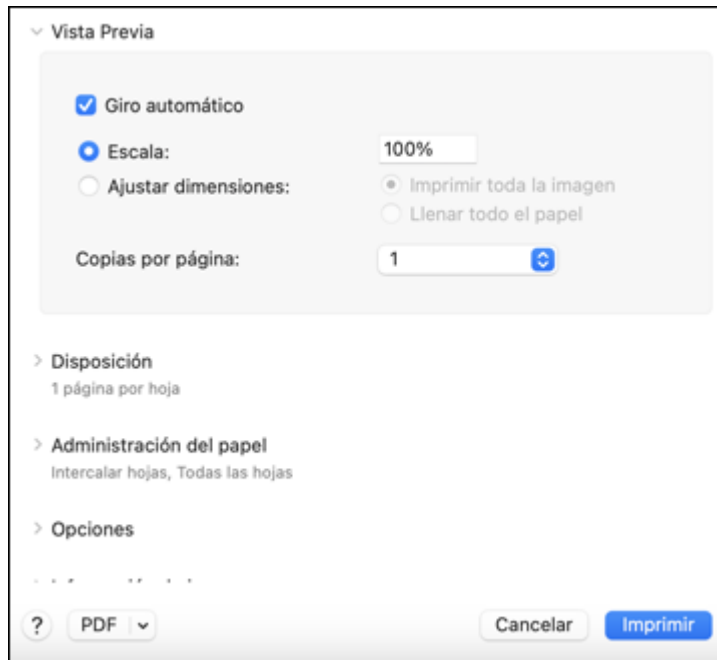 Vista Previa
Giro automático
Escala: 100%
Ajustar dimensiones: Imprimir toda la imagen
Llenar todo el papel
Copias por página: 1
Disposición
1 página por hoja
Administración del papel
Intercalar hojas, Todas las hojas
Opciones
? PDF Cancelar Imprimir